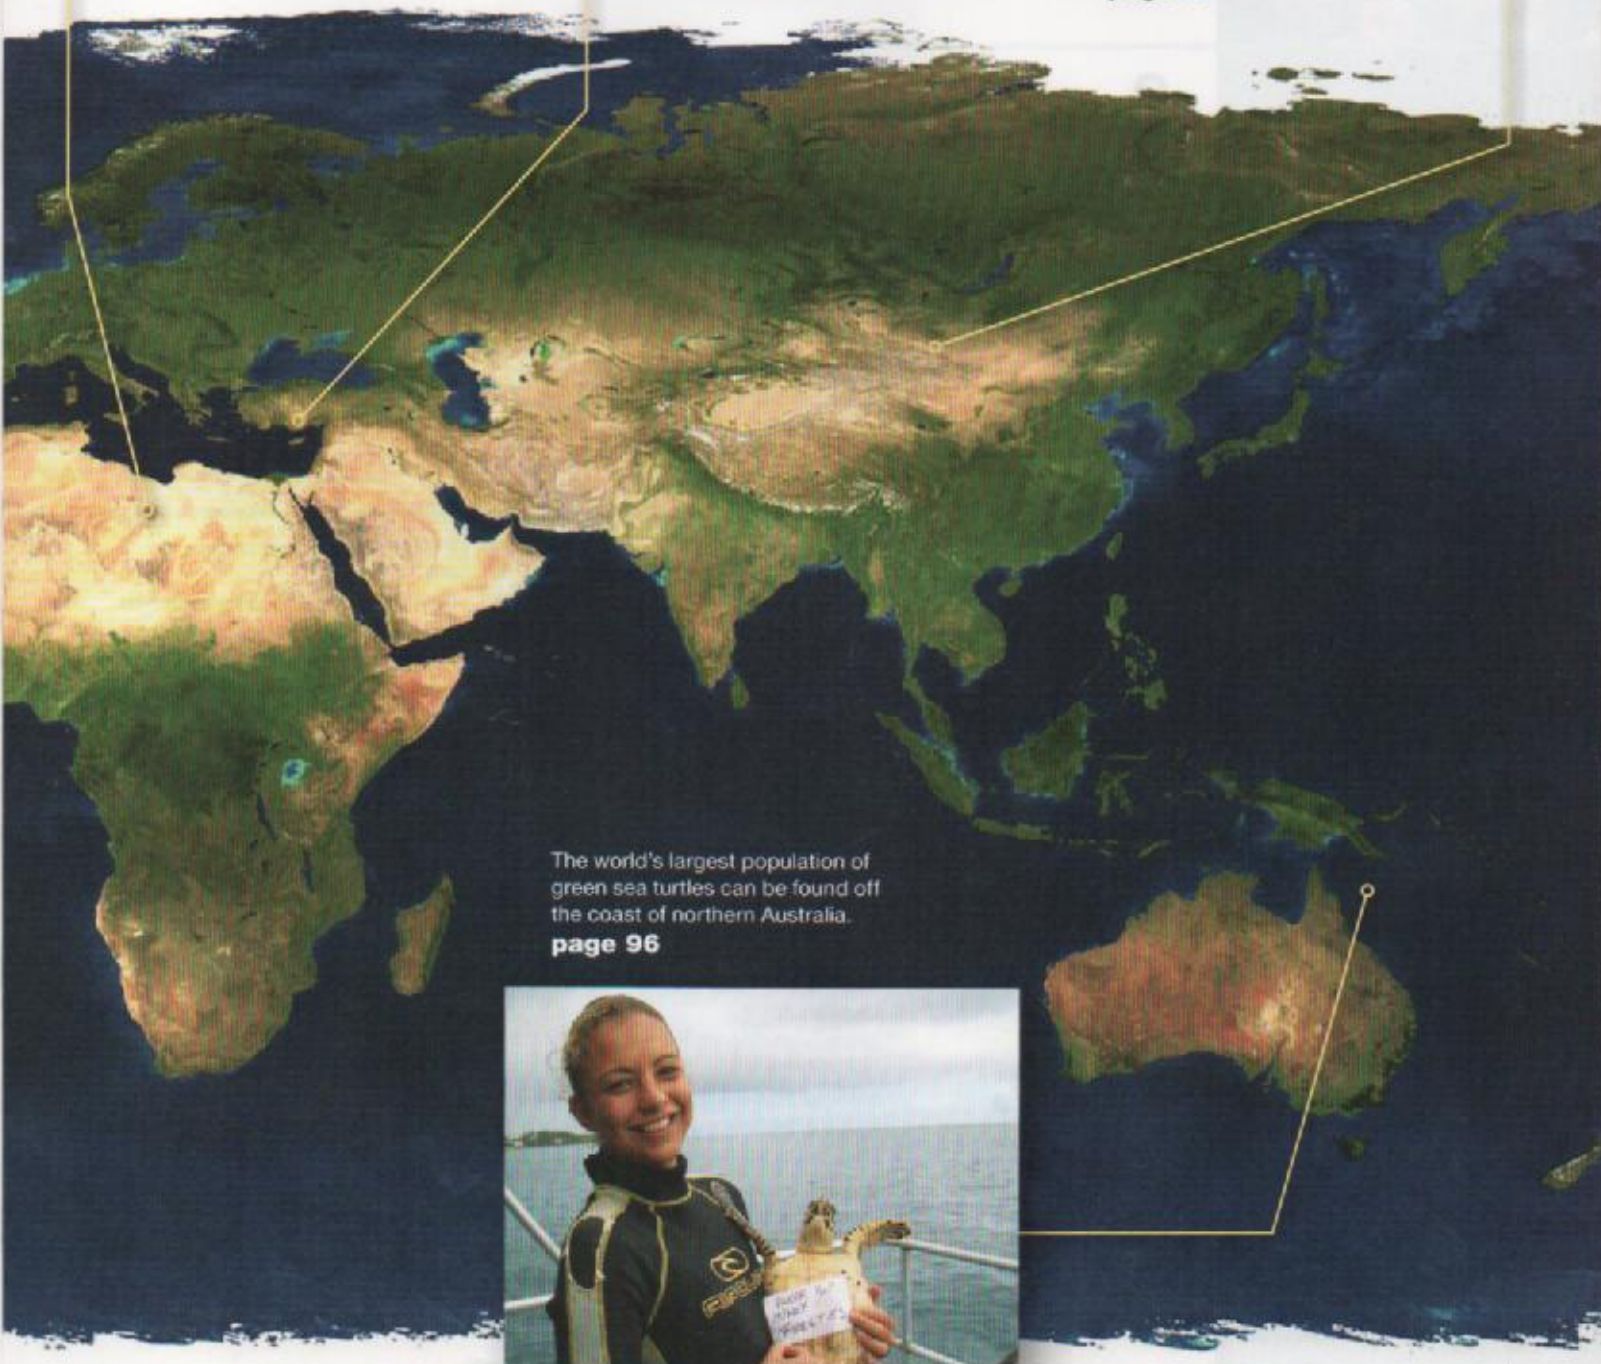 The world's largest population of
green sea turtles can be found off
the coast of northern Australia.
page 96